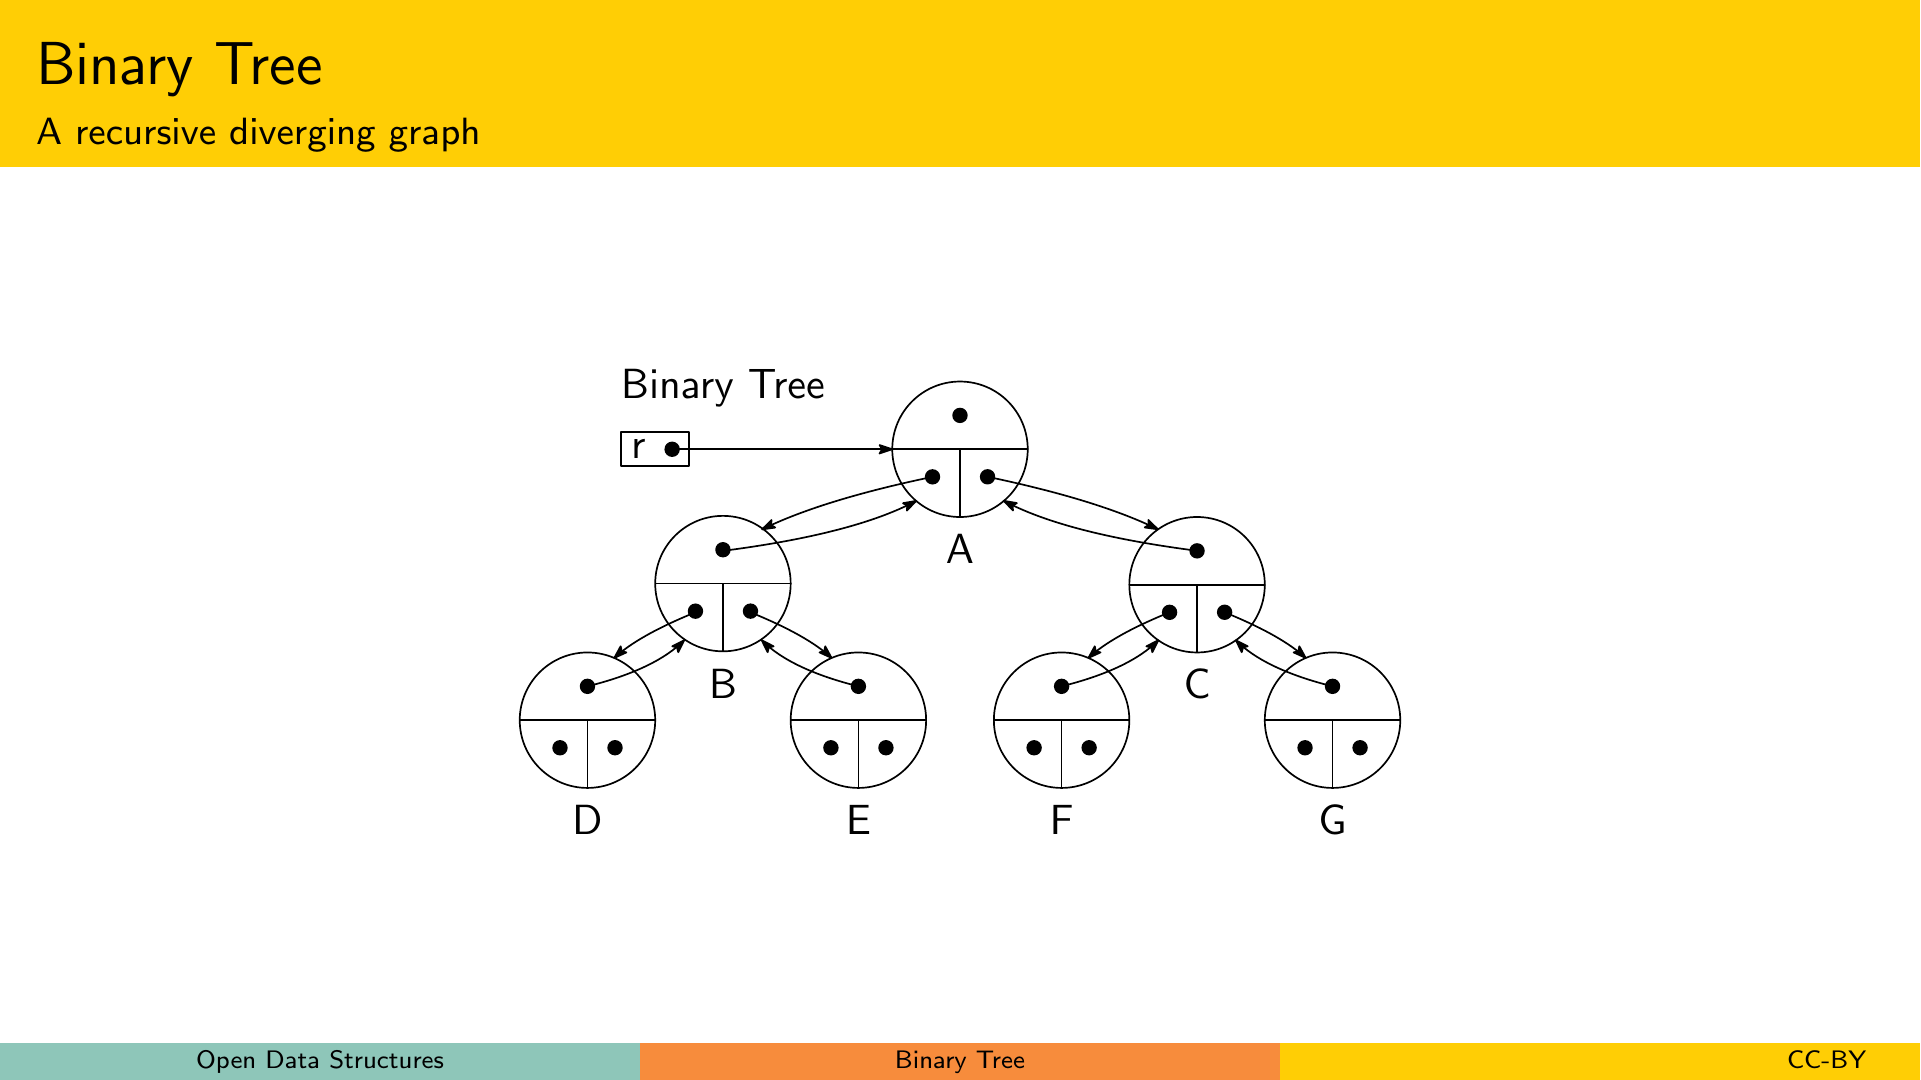 Binary Tree
A recursive diverging graph
Binary Tree
r
A
B
C
D
E
F
G
Open Data Structures
Binary Tree
CC-BY